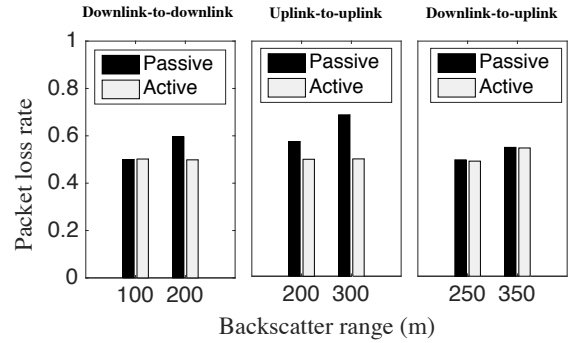 Downlink-to-downlink Uplink-to-uplink Downlink-to-uplink
1
0.8
0.6
0.4
0.2
0
Packet loss rate
Passive
Active
Passive
Active
Passive
Active
100 200 200 300 250 350
Backscatter range (m)